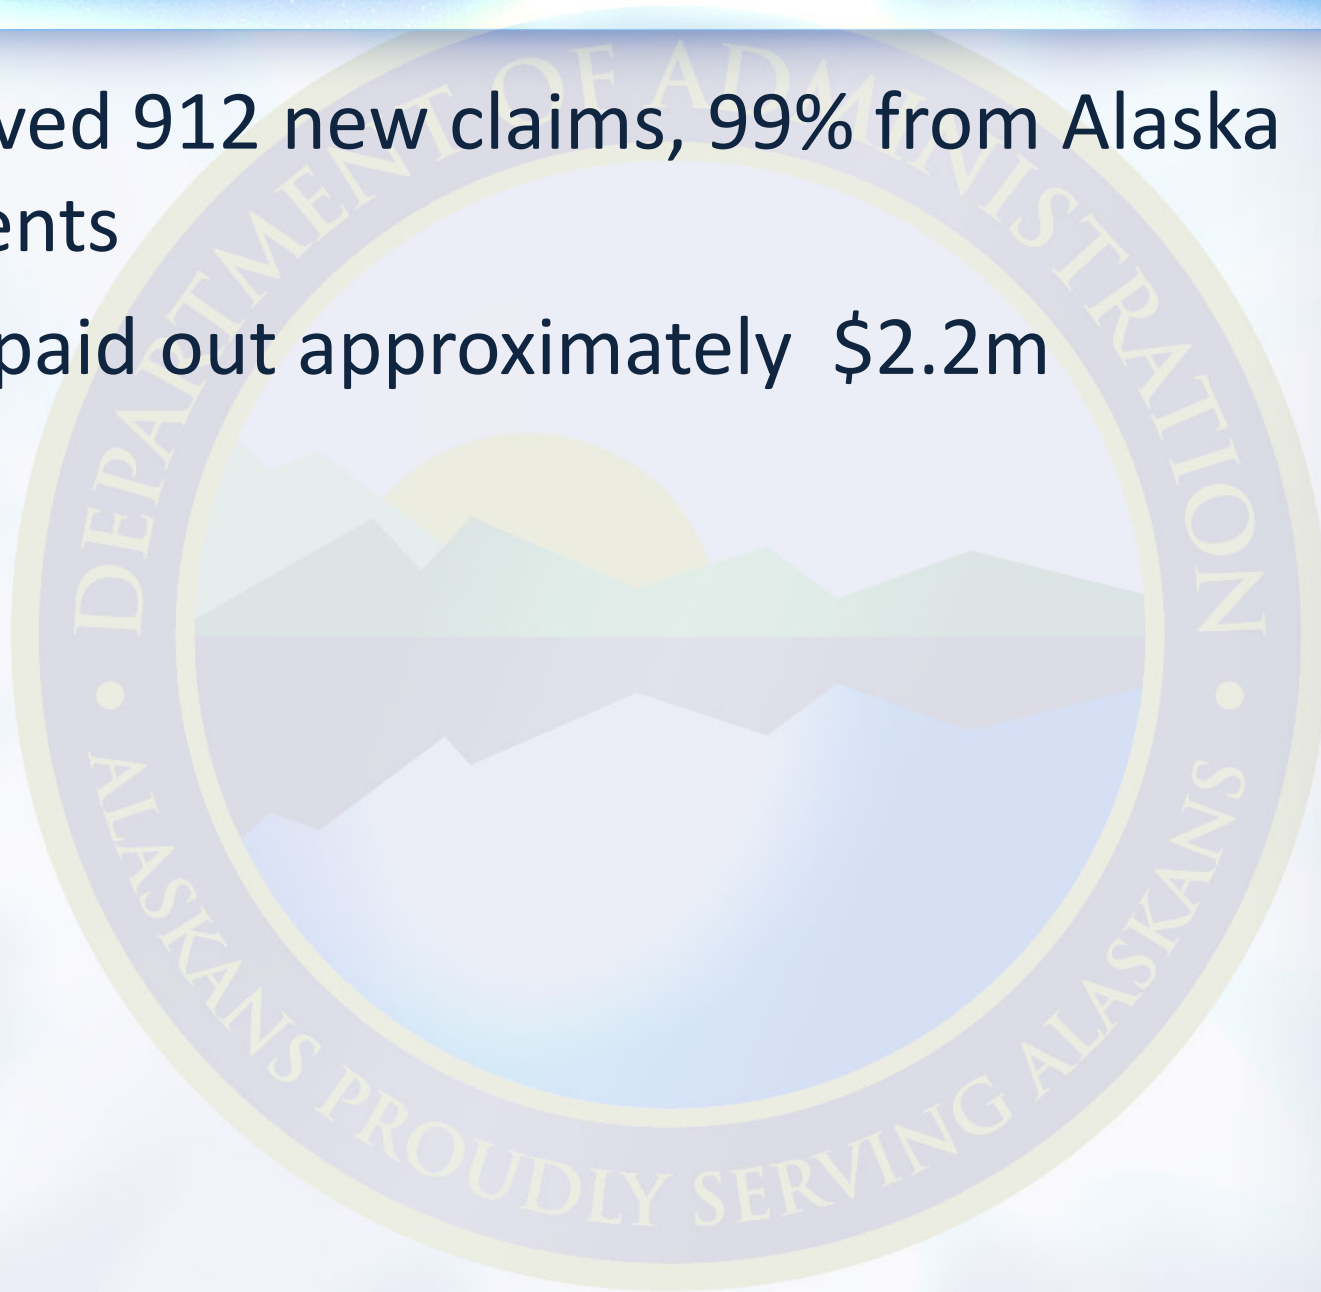 ved 912 new claims, 99% from Alaska
ents
paid out approximately  $2.2m
DEPARTMENT OF ADMINISTRATION
ALASKANS PROUDLY SERVING ALASKANS